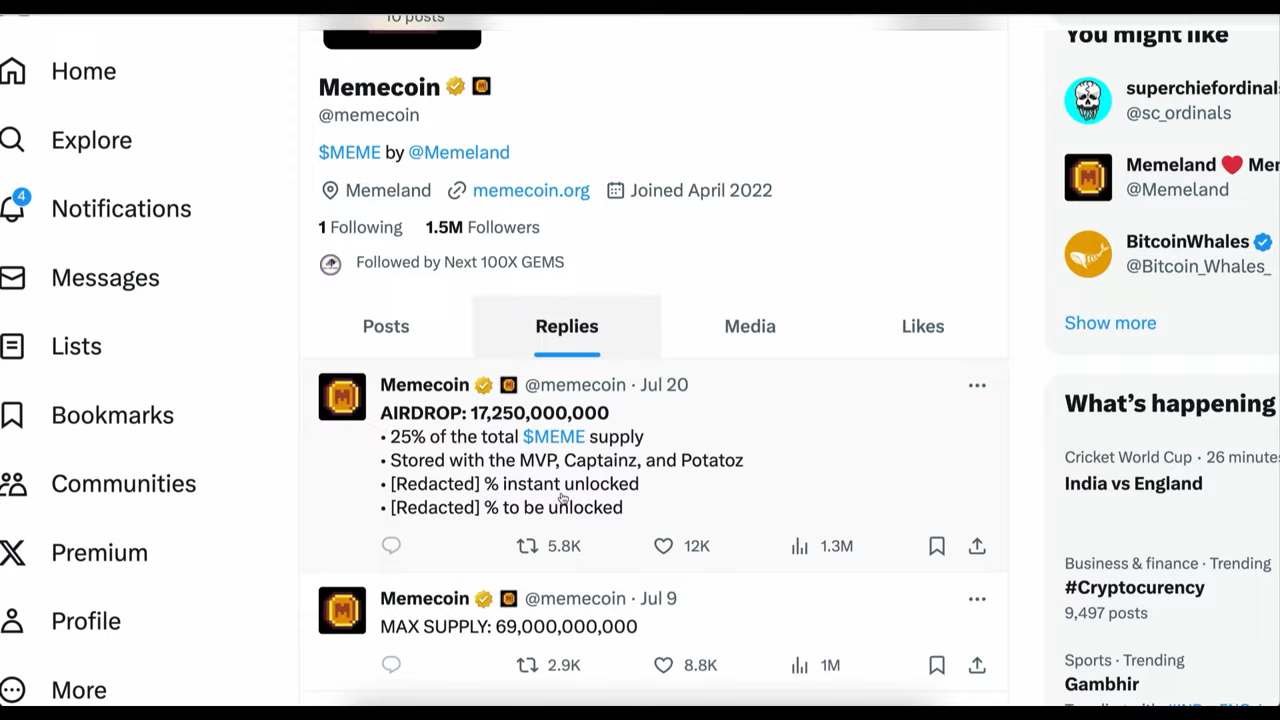 10 posts
Home
Explore
4
Notifications
Messages
Lists
Bookmarks
Communities
Premium
Profile
More
Memecoin
@memecoin
$MEME by @Memeland
Memeland memecoin.org Joined April 2022
1 Following 1.5M Followers
Followed by Next 100X GEMS
Posts Replies Media Likes
Memecoin @memecoin · Jul 20
AIRDROP: 17,250,000,000
• 25% of the total $MEME supply
• Stored with the MVP, Captainz, and Potatoz
• [Redacted] % instant unlocked
• [Redacted] % to be unlocked
5.8K 12K 1.3M
Memecoin @memecoin · Jul 9
MAX SUPPLY: 69,000,000,000
2.9K 8.8K 1M
You might like
superchiefordinals
@sc_ordinals
Memeland ❤️ Mem
@Memeland
BitcoinWhales
@Bitcoin_Whales_
Show more
What’s happening
Cricket World Cup · 26 minute
India vs England
Business & finance · Trending
#Cryptocurency
9,497 posts
Sports · Trending
Gambhir